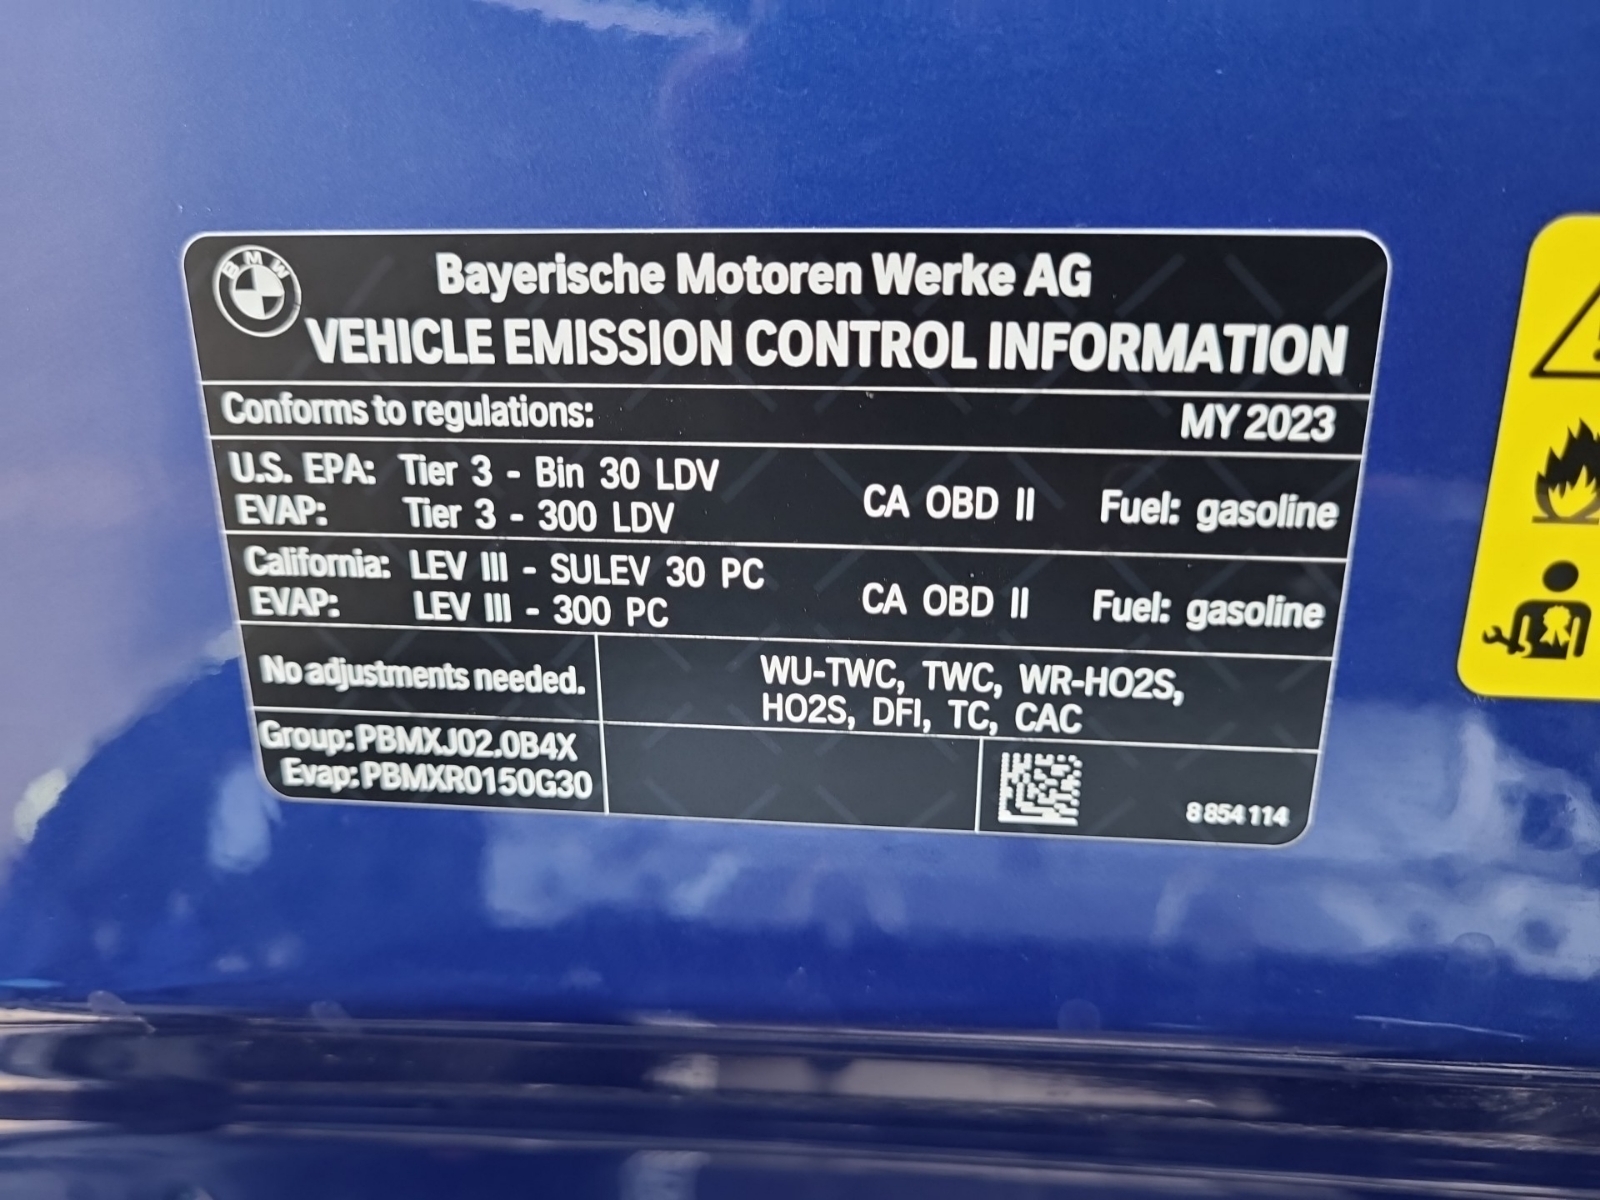 BMW
Bayerische Motoren Werke AG
VEHICLE EMISSION CONTROL INFORMATION
Conforms to regulations: MY 2023
U.S. EPA: Tier 3 - Bin 30 LDV
EVAP: Tier 3 - 300 LDV
CA OBD II Fuel: gasoline
California: LEV III - SULEV 30 PC
EVAP: LEV III - 300 PC
CA OBD II Fuel: gasoline
No adjustments needed.
WU-TWC, TWC, WR-HO2S,
HO2S, DFI, TC, CAC
Group: PBMXJ02.0B4X
Evap: PBMXR0150G30
8 854 114